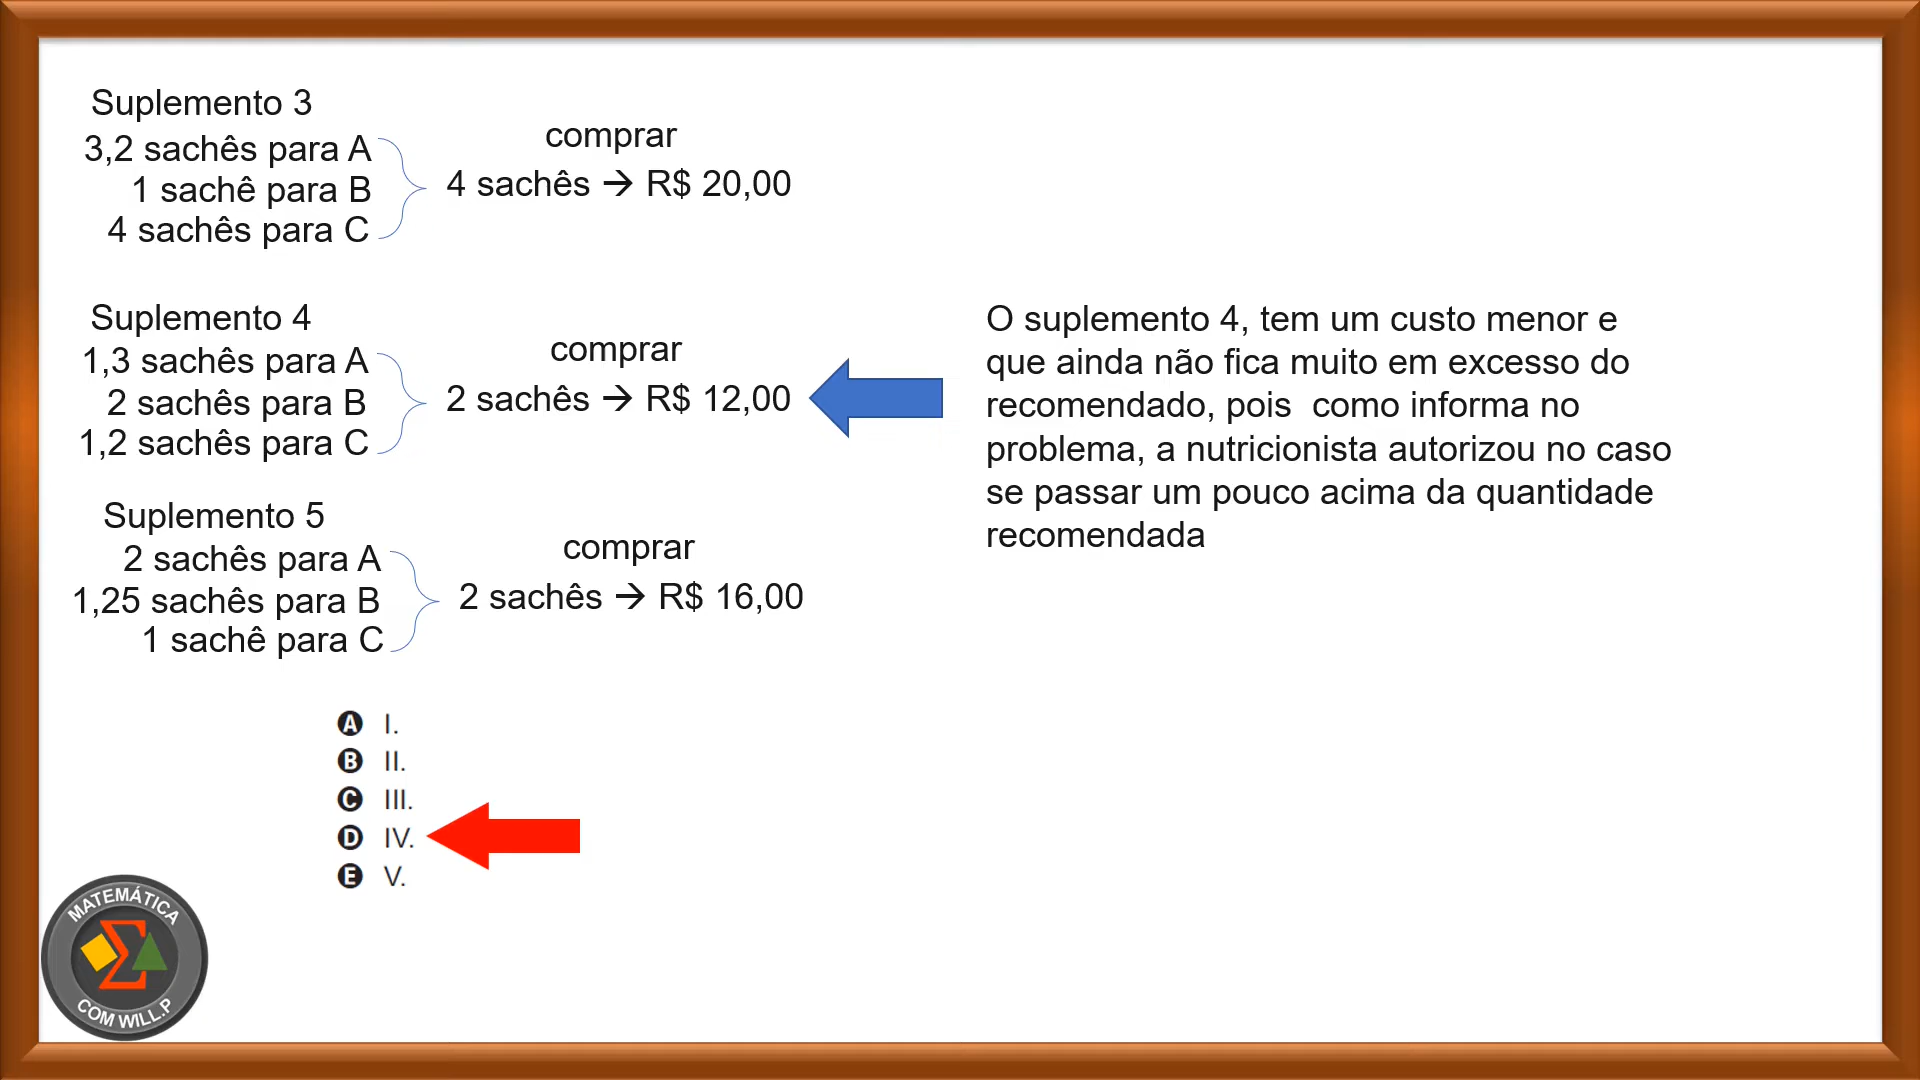 Suplemento 3
3,2 sachês para A
1 sachê para B
4 sachês para C
comprar
4 sachês → R$ 20,00
Suplemento 4
1,3 sachês para A
2 sachês para B
1,2 sachês para C
comprar
2 sachês → R$ 12,00
O suplemento 4, tem um custo menor e
que ainda não fica muito em excesso do
recomendado, pois como informa no
problema, a nutricionista autorizou no caso
se passar um pouco acima da quantidade
recomendada
Suplemento 5
2 sachês para A
1,25 sachês para B
1 sachê para C
comprar
2 sachês → R$ 16,00
A I.
B II.
C III.
D IV.
E V.
MATEMÁTICA
COM WILL.P